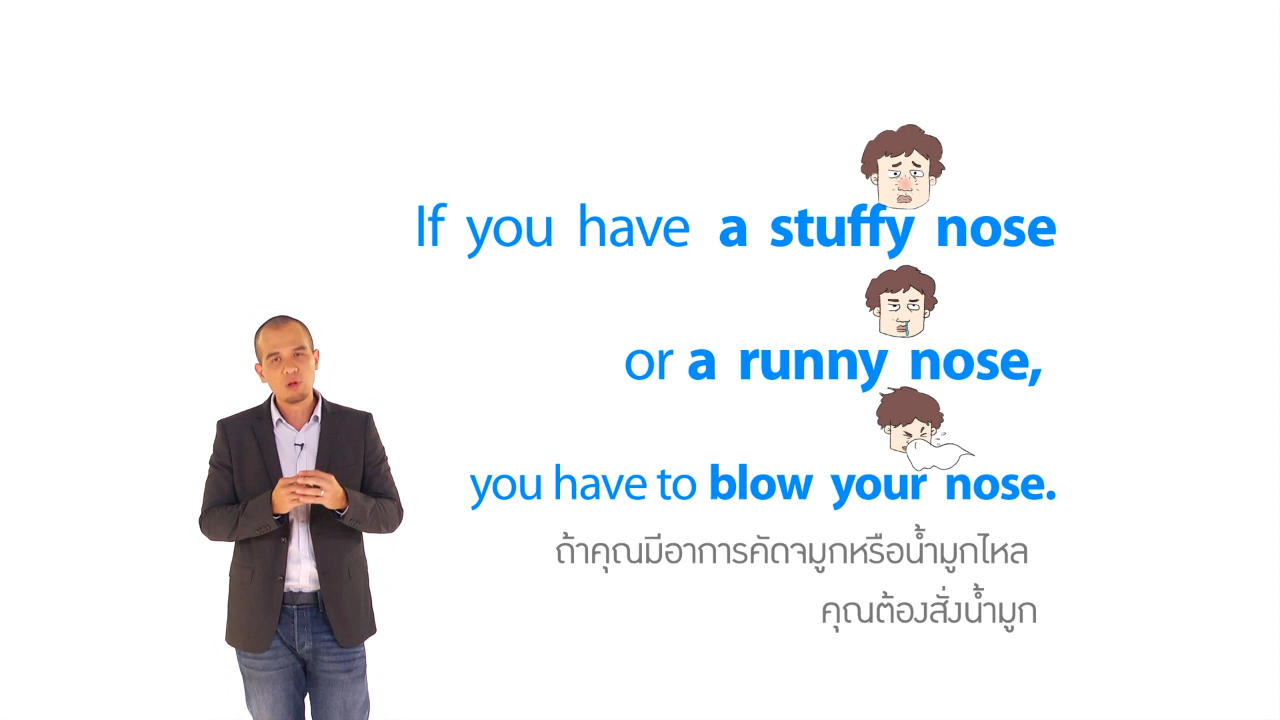 If you have a stuffy nose
or a runny nose,
you have to blow your nose.
ถ้าคุณมีอาการคัดจมูกหรือน้ำมูกไหล
คุณต้องสั่งน้ำมูก